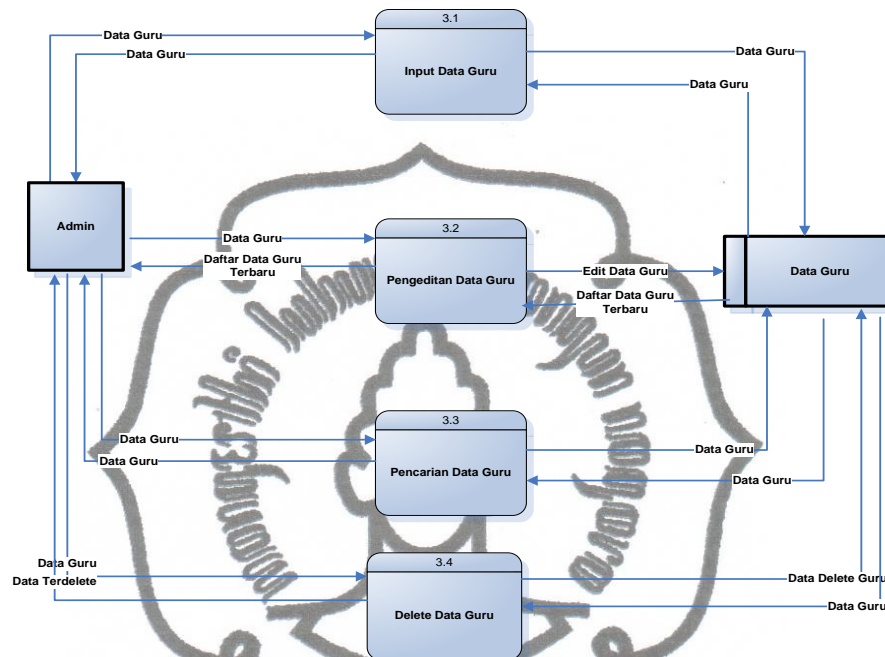 3.1
Data Guru
Data Guru
Data Guru
Input Data Guru
Data Guru
Admin
3.2
Data Guru
Daftar Data Guru
Terbaru
Pengeditan Data Guru
Edit Data Guru
Data Guru
Daftar Data Guru
Terbaru
3.3
Data Guru
Data Guru
Data Guru
Pencarian Data Guru
Data Guru
3.4
Data Guru
Data Terdelete
Data Delete Guru
Data Guru
Delete Data Guru